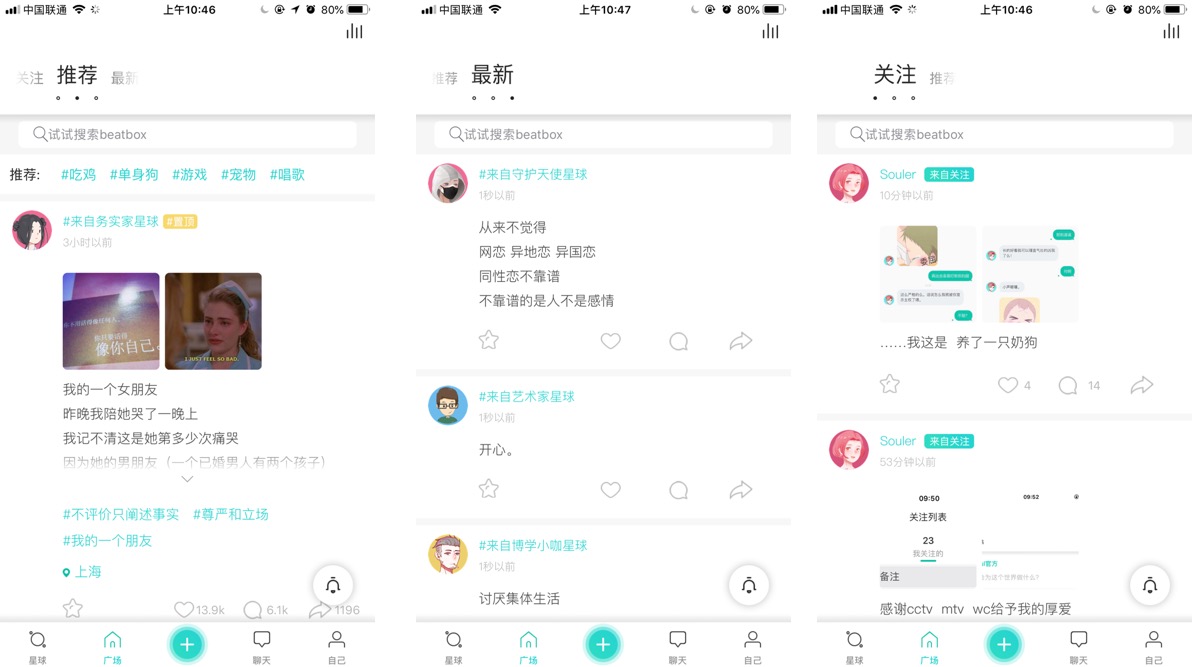 中国联通
上午10:46
80%
关注 推荐 最新
试试搜索beatbox
推荐: #吃鸡 #单身狗 #游戏 #宠物 #唱歌
#来自务实家星球 #置顶
3小时以前
像你自己。
I JUST FEEL SO BAD.
我的一个女朋友
昨晚我陪她哭了一晚上
我记不清这是她第多少次痛哭
因为她的男朋友（一个已婚男人有两个孩子）
#不评价只阐述事实 #尊严和立场
#我的一个朋友
上海
13.9k 6.1k 1196
星球 广场 聊天 自己
中国联通
上午10:47
80%
推荐 最新
试试搜索beatbox
#来自守护天使星球
1秒以前
从来不觉得
网恋 异地恋 异国恋
同性恋不靠谱
不靠谱的是人不是感情
#来自艺术家星球
1秒以前
开心。
#来自博学小咖星球
1秒以前
讨厌集体生活
星球 广场 聊天 自己
中国联通
上午10:46
80%
关注 推荐
试试搜索beatbox
Souler 来自关注
10分钟以前
……我这是 养了一只奶狗
4 14
Souler 来自关注
53分钟以前
09:50
09:52
关注列表
23
我关注的
备注
官方
为这个世界做什么?
感谢cctv mtv wc给予我的厚爱
星球 广场 聊天 自己